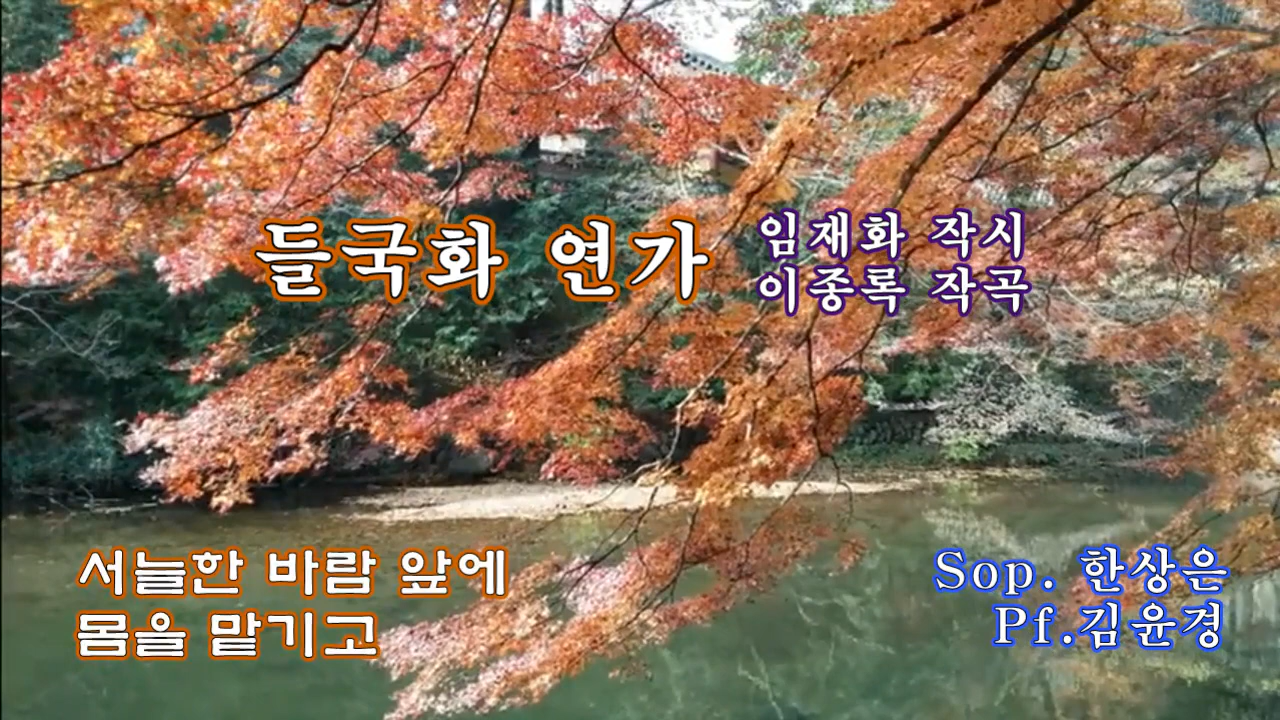 들국화 연가
임재화 작시
이종록 작곡
서늘한 바람 앞에
몸을 맡기고
Sop. 한상은
Pf.김윤경